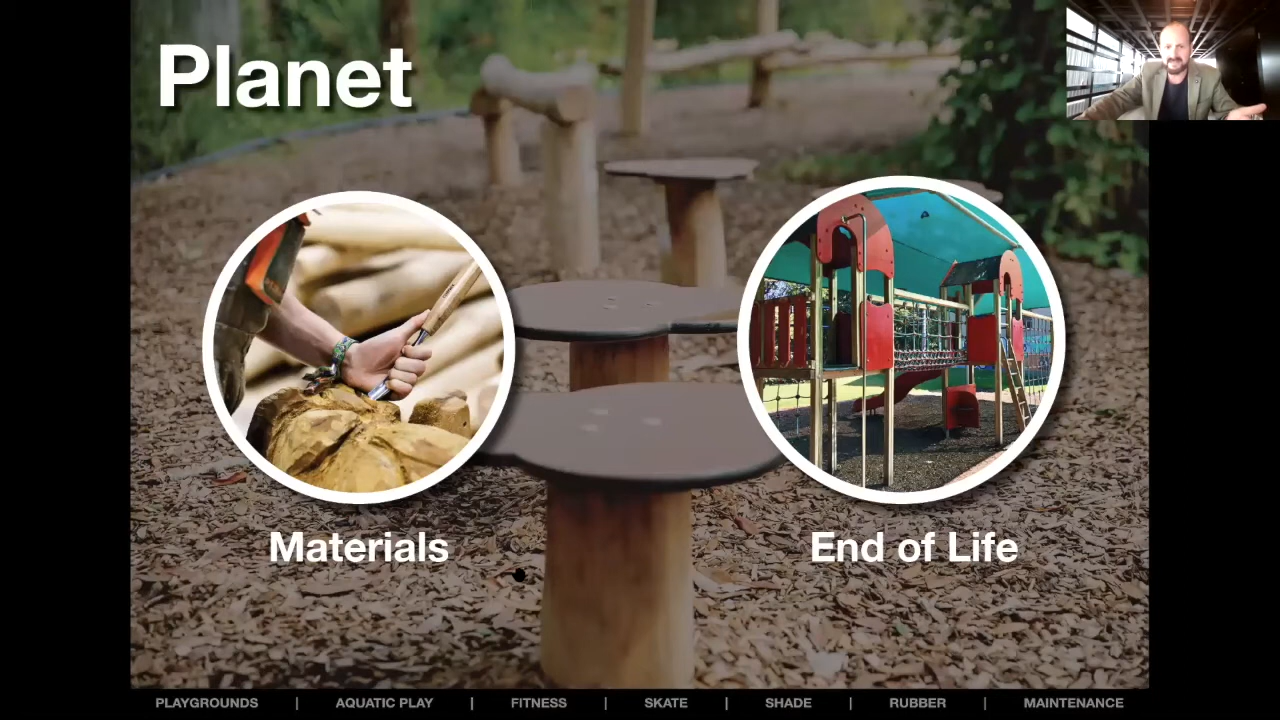 Planet
Materials
End of Life
PLAYGROUNDS | AQUATIC PLAY | FITNESS | SKATE | SHADE | RUBBER | MAINTENANCE